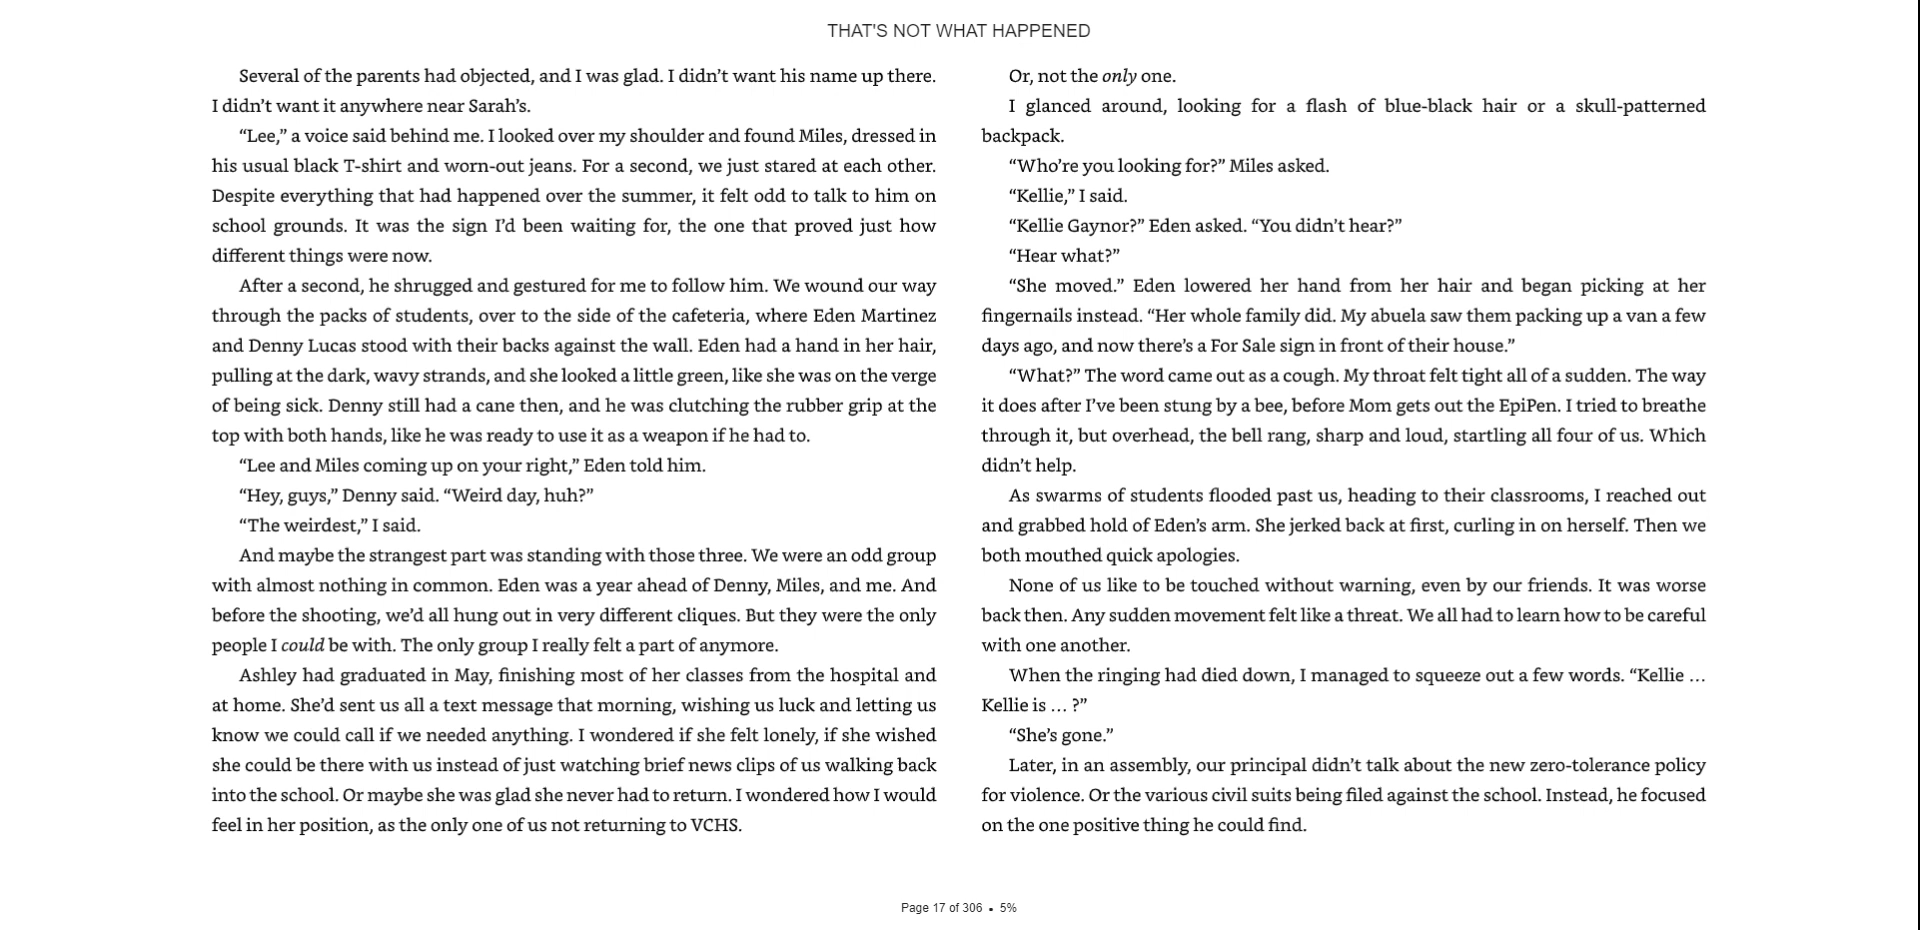 THAT'S NOT WHAT HAPPENED
Several of the parents had objected, and I was glad. I didn’t want his name up there.
I didn’t want it anywhere near Sarah’s.
“Lee,” a voice said behind me. I looked over my shoulder and found Miles, dressed in
his usual black T-shirt and worn-out jeans. For a second, we just stared at each other.
Despite everything that had happened over the summer, it felt odd to talk to him on
school grounds. It was the sign I’d been waiting for, the one that proved just how
different things were now.
After a second, he shrugged and gestured for me to follow him. We wound our way
through the packs of students, over to the side of the cafeteria, where Eden Martinez
and Denny Lucas stood with their backs against the wall. Eden had a hand in her hair,
pulling at the dark, wavy strands, and she looked a little green, like she was on the verge
of being sick. Denny still had a cane then, and he was clutching the rubber grip at the
top with both hands, like he was ready to use it as a weapon if he had to.
“Lee and Miles coming up on your right,” Eden told him.
“Hey, guys,” Denny said. “Weird day, huh?”
“The weirdest,” I said.
And maybe the strangest part was standing with those three. We were an odd group
with almost nothing in common. Eden was a year ahead of Denny, Miles, and me. And
before the shooting, we’d all hung out in very different cliques. But they were the only
people I could be with. The only group I really felt a part of anymore.
Ashley had graduated in May, finishing most of her classes from the hospital and
at home. She’d sent us all a text message that morning, wishing us luck and letting us
know we could call if we needed anything. I wondered if she felt lonely, if she wished
she could be there with us instead of just watching brief news clips of us walking back
into the school. Or maybe she was glad she never had to return. I wondered how I would
feel in her position, as the only one of us not returning to VCHS.
Or, not the only one.
I glanced around, looking for a flash of blue-black hair or a skull-patterned
backpack.
“Who’re you looking for?” Miles asked.
“Kellie,” I said.
“Kellie Gaynor?” Eden asked. “You didn’t hear?”
“Hear what?”
“She moved.” Eden lowered her hand from her hair and began picking at her
fingernails instead. “Her whole family did. My abuela saw them packing up a van a few
days ago, and now there’s a For Sale sign in front of their house.”
“What?” The word came out as a cough. My throat felt tight all of a sudden. The way
it does after I’ve been stung by a bee, before Mom gets out the EpiPen. I tried to breathe
through it, but overhead, the bell rang, sharp and loud, startling all four of us. Which
didn’t help.
As swarms of students flooded past us, heading to their classrooms, I reached out
and grabbed hold of Eden’s arm. She jerked back at first, curling in on herself. Then we
both mouthed quick apologies.
None of us like to be touched without warning, even by our friends. It was worse
back then. Any sudden movement felt like a threat. We all had to learn how to be careful
with one another.
When the ringing had died down, I managed to squeeze out a few words. “Kellie …
Kellie is … ?”
“She’s gone.”
Later, in an assembly, our principal didn’t talk about the new zero-tolerance policy
for violence. Or the various civil suits being filed against the school. Instead, he focused
on the one positive thing he could find.
Page 17 of 306 • 5%